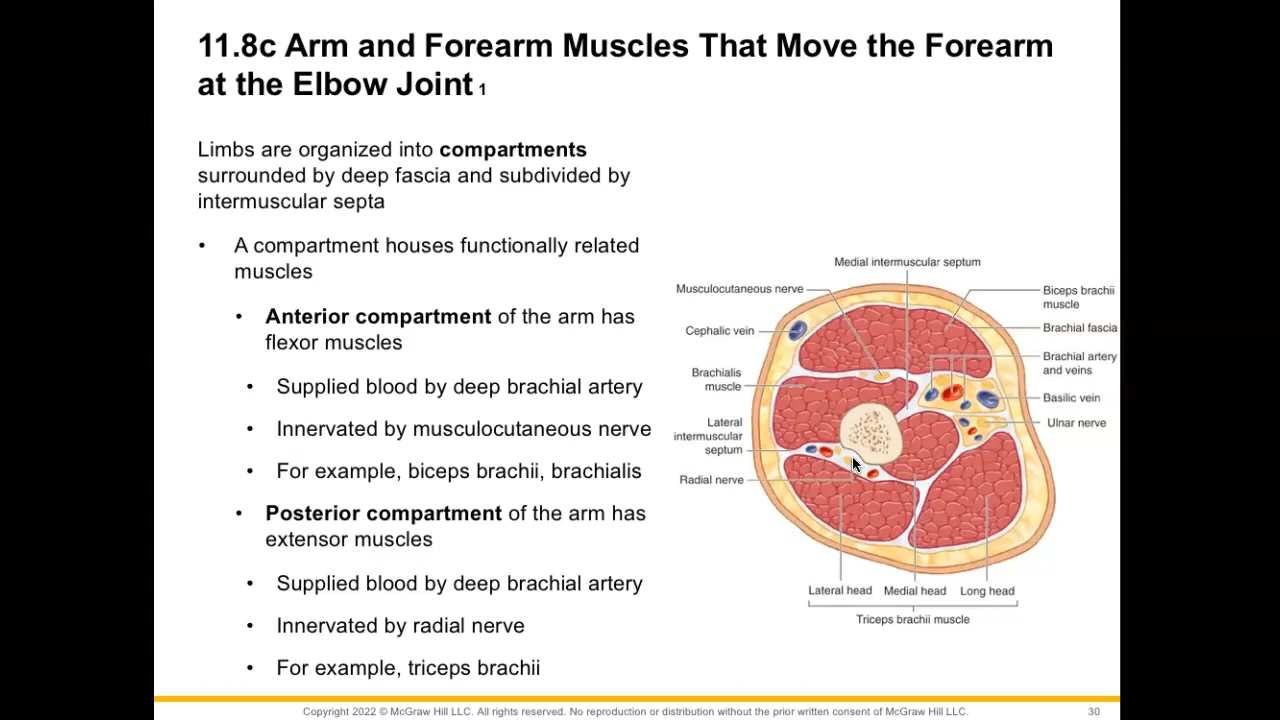 11.8c Arm and Forearm Muscles That Move the Forearm
at the Elbow Joint 1
Limbs are organized into compartments
surrounded by deep fascia and subdivided by
intermuscular septa
• A compartment houses functionally related
muscles
• Anterior compartment of the arm has
flexor muscles
• Supplied blood by deep brachial artery
• Innervated by musculocutaneous nerve
• For example, biceps brachii, brachialis
• Posterior compartment of the arm has
extensor muscles
• Supplied blood by deep brachial artery
• Innervated by radial nerve
• For example, triceps brachii
Medial intermuscular septum
Musculocutaneous nerve
Cephalic vein
Brachialis
muscle
Lateral
intermuscular
septum
Radial nerve
Biceps brachii
muscle
Brachial fascia
Brachial artery
and veins
Basilic vein
Ulnar nerve
Lateral head
Medial head
Long head
Triceps brachii muscle
Copyright 2022 © McGraw Hill LLC. All rights reserved. No reproduction or distribution without the prior written consent of McGraw Hill LLC.
30